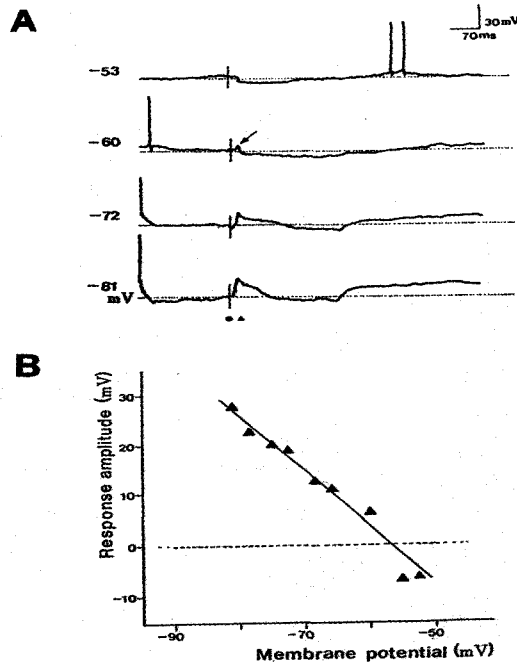 A
30mV
70ms
-53
-60
-72
-81
mV
B
Response amplitude (mV)
30
20
10
0
-10
-90
-70
-50
Membrane potential (mV)